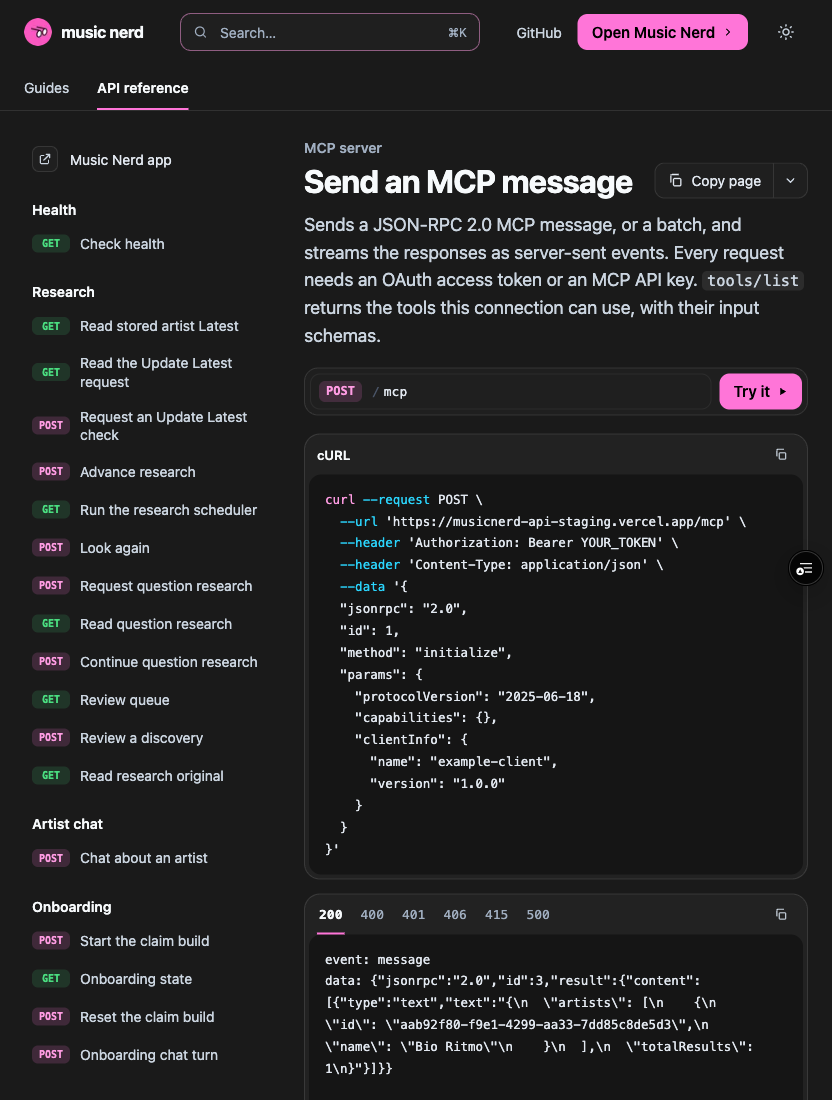 music nerd
Search...
⌘K
GitHub
Open Music Nerd
Guides
API reference
Music Nerd app
Health
GET Check health
Research
GET Read stored artist Latest
GET Read the Update Latest
request
POST Request an Update Latest
check
POST Advance research
GET Run the research scheduler
POST Look again
POST Request question research
GET Read question research
POST Continue question research
GET Review queue
POST Review a discovery
GET Read research original
Artist chat
POST Chat about an artist
Onboarding
POST Start the claim build
GET Onboarding state
POST Reset the claim build
POST Onboarding chat turn
MCP server
Send an MCP message
Copy page
Sends a JSON-RPC 2.0 MCP message, or a batch, and
streams the responses as server-sent events. Every request
needs an OAuth access token or an MCP API key. tools/list
returns the tools this connection can use, with their input
schemas.
POST / mcp
Try it
cURL
curl --request POST \
  --url 'https://musicnerd-api-staging.vercel.app/mcp' \
  --header 'Authorization: Bearer YOUR_TOKEN' \
  --header 'Content-Type: application/json' \
  --data '{
  "jsonrpc": "2.0",
  "id": 1,
  "method": "initialize",
  "params": {
    "protocolVersion": "2025-06-18",
    "capabilities": {},
    "clientInfo": {
      "name": "example-client",
      "version": "1.0.0"
    }
  }
}'
200 400 401 406 415 500
event: message
data: {"jsonrpc":"2.0","id":3,"result":{"content":
[{"type":"text","text":"{\n  \"artists\": [\n    {\n
\"id\": \"aab92f80-f9e1-4299-aa33-7dd85c8de5d3\",\n
\"name\": \"Bio Ritmo\"\n    }\n  ],\n  \"totalResults\":
1\n}"}]}}